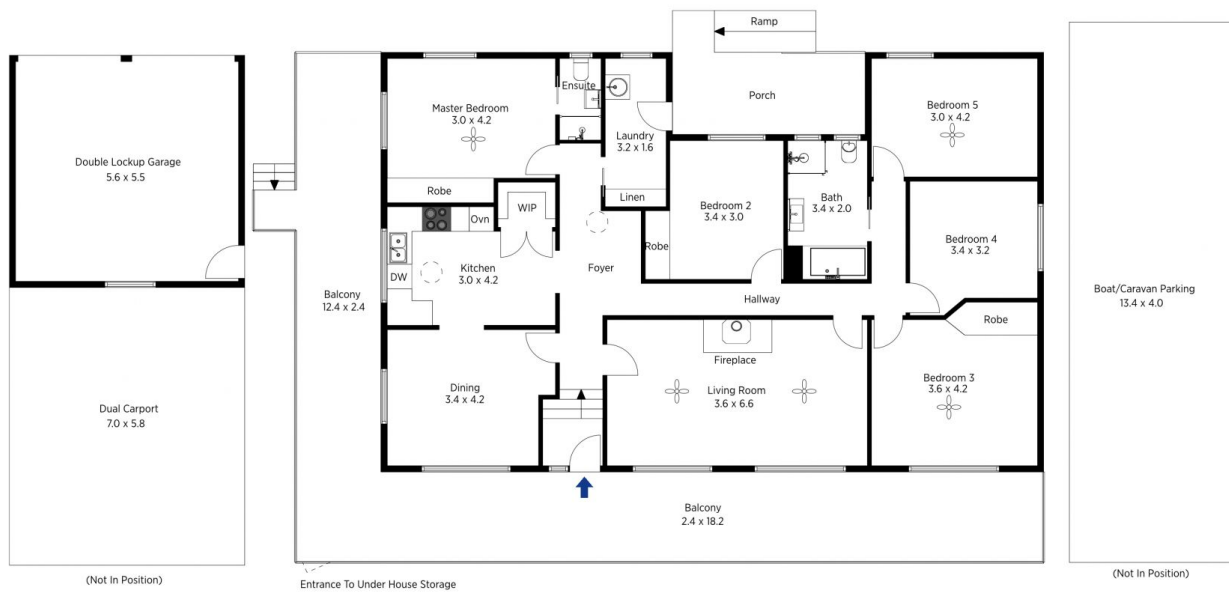 Double Lockup Garage
5.6 x 5.5
Dual Carport
7.0 x 5.8
(Not In Position)
Balcony
12.4 x 2.4
Master Bedroom
3.0 x 4.2
Robe
Ensuite
Laundry
3.2 x 1.6
Linen
Ramp
Porch
WIP
Ovn
DW
Kitchen
3.0 x 4.2
Foyer
Bedroom 2
3.4 x 3.0
Robe
Bath
3.4 x 2.0
Bedroom 5
3.0 x 4.2
Bedroom 4
3.4 x 3.2
Hallway
Dining
3.4 x 4.2
Fireplace
Living Room
3.6 x 6.6
Robe
Bedroom 3
3.6 x 4.2
Balcony
2.4 x 18.2
Entrance To Under House Storage
Boat/Caravan Parking
13.4 x 4.0
(Not In Position)